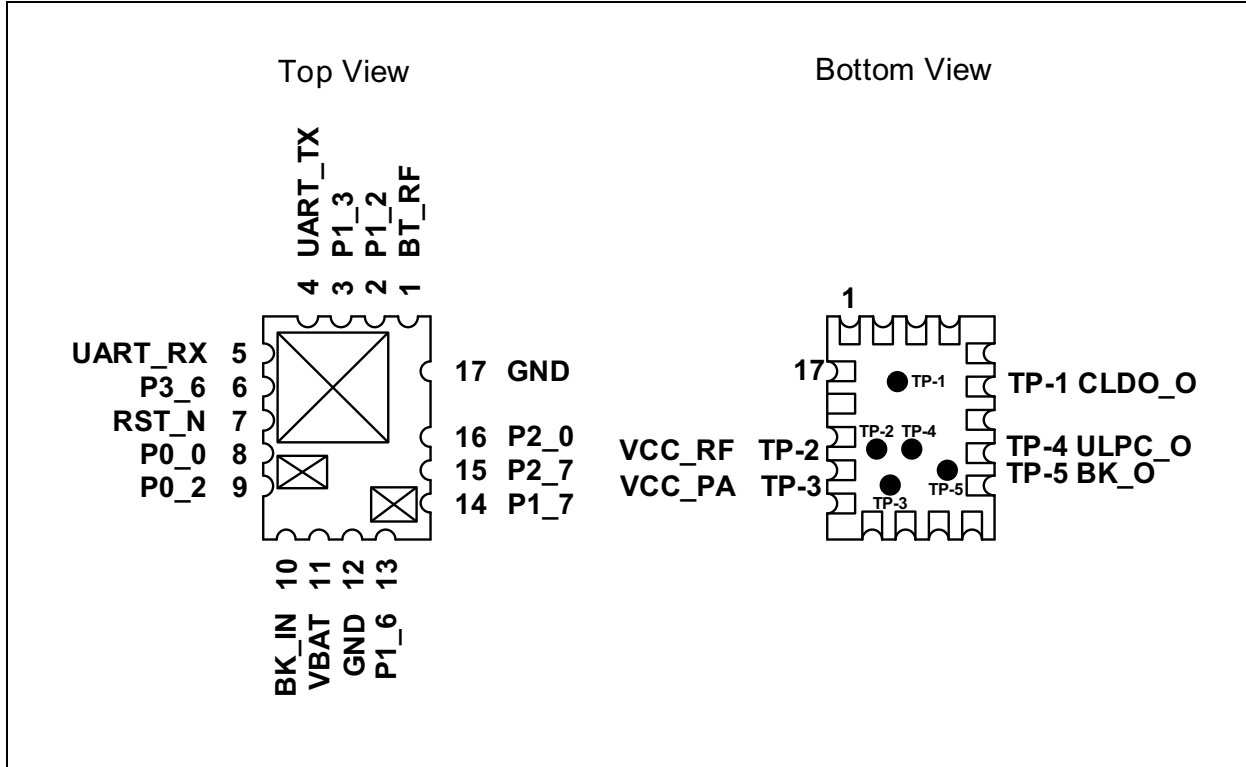 Top View
Bottom View
UART_TX
P1_3
P1_2
BT_RF
4
3
2
1
UART_RX 5
P3_6 6
RST_N 7
P0_0 8
P0_2 9
17 GND
16 P2_0
15 P2_7
14 P1_7
10
11
12
13
BK_IN
VBAT
GND
P1_6
1
17
TP-1
TP-2
TP-4
TP-5
TP-3
VCC_RF TP-2
VCC_PA TP-3
TP-1 CLDO_O
TP-4 ULPC_O
TP-5 BK_O